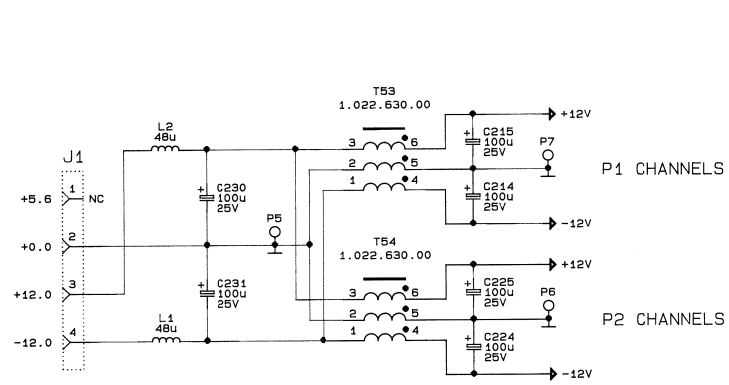 T53
1.022.630.00
+12V
L2
48u
3
6
+
C215
100u
25V
P7
J1
2
5
P1 CHANNELS
+5.6
1
NC
+
C230
100u
25V
1
4
+
C214
100u
25V
P5
-12V
+0.0
2
T54
1.022.630.00
+12V
+12.0
3
+
C231
100u
25V
3
6
+
C225
100u
25V
P6
L1
48u
2
5
P2 CHANNELS
-12.0
4
1
4
+
C224
100u
25V
-12V